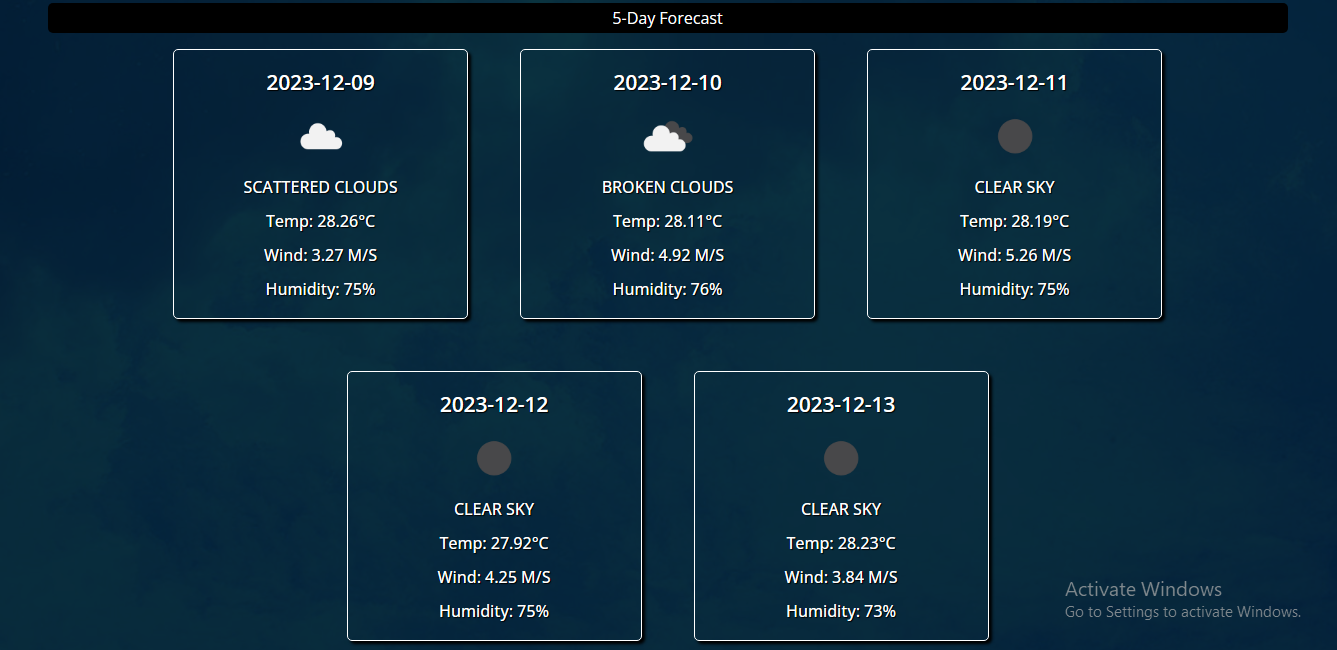 5-Day Forecast
2023-12-09
SCATTERED CLOUDS
Temp: 28.26°C
Wind: 3.27 M/S
Humidity: 75%
2023-12-10
BROKEN CLOUDS
Temp: 28.11°C
Wind: 4.92 M/S
Humidity: 76%
2023-12-11
CLEAR SKY
Temp: 28.19°C
Wind: 5.26 M/S
Humidity: 75%
2023-12-12
CLEAR SKY
Temp: 27.92°C
Wind: 4.25 M/S
Humidity: 75%
2023-12-13
CLEAR SKY
Temp: 28.23°C
Wind: 3.84 M/S
Humidity: 73%
Activate Windows
Go to Settings to activate Windows.